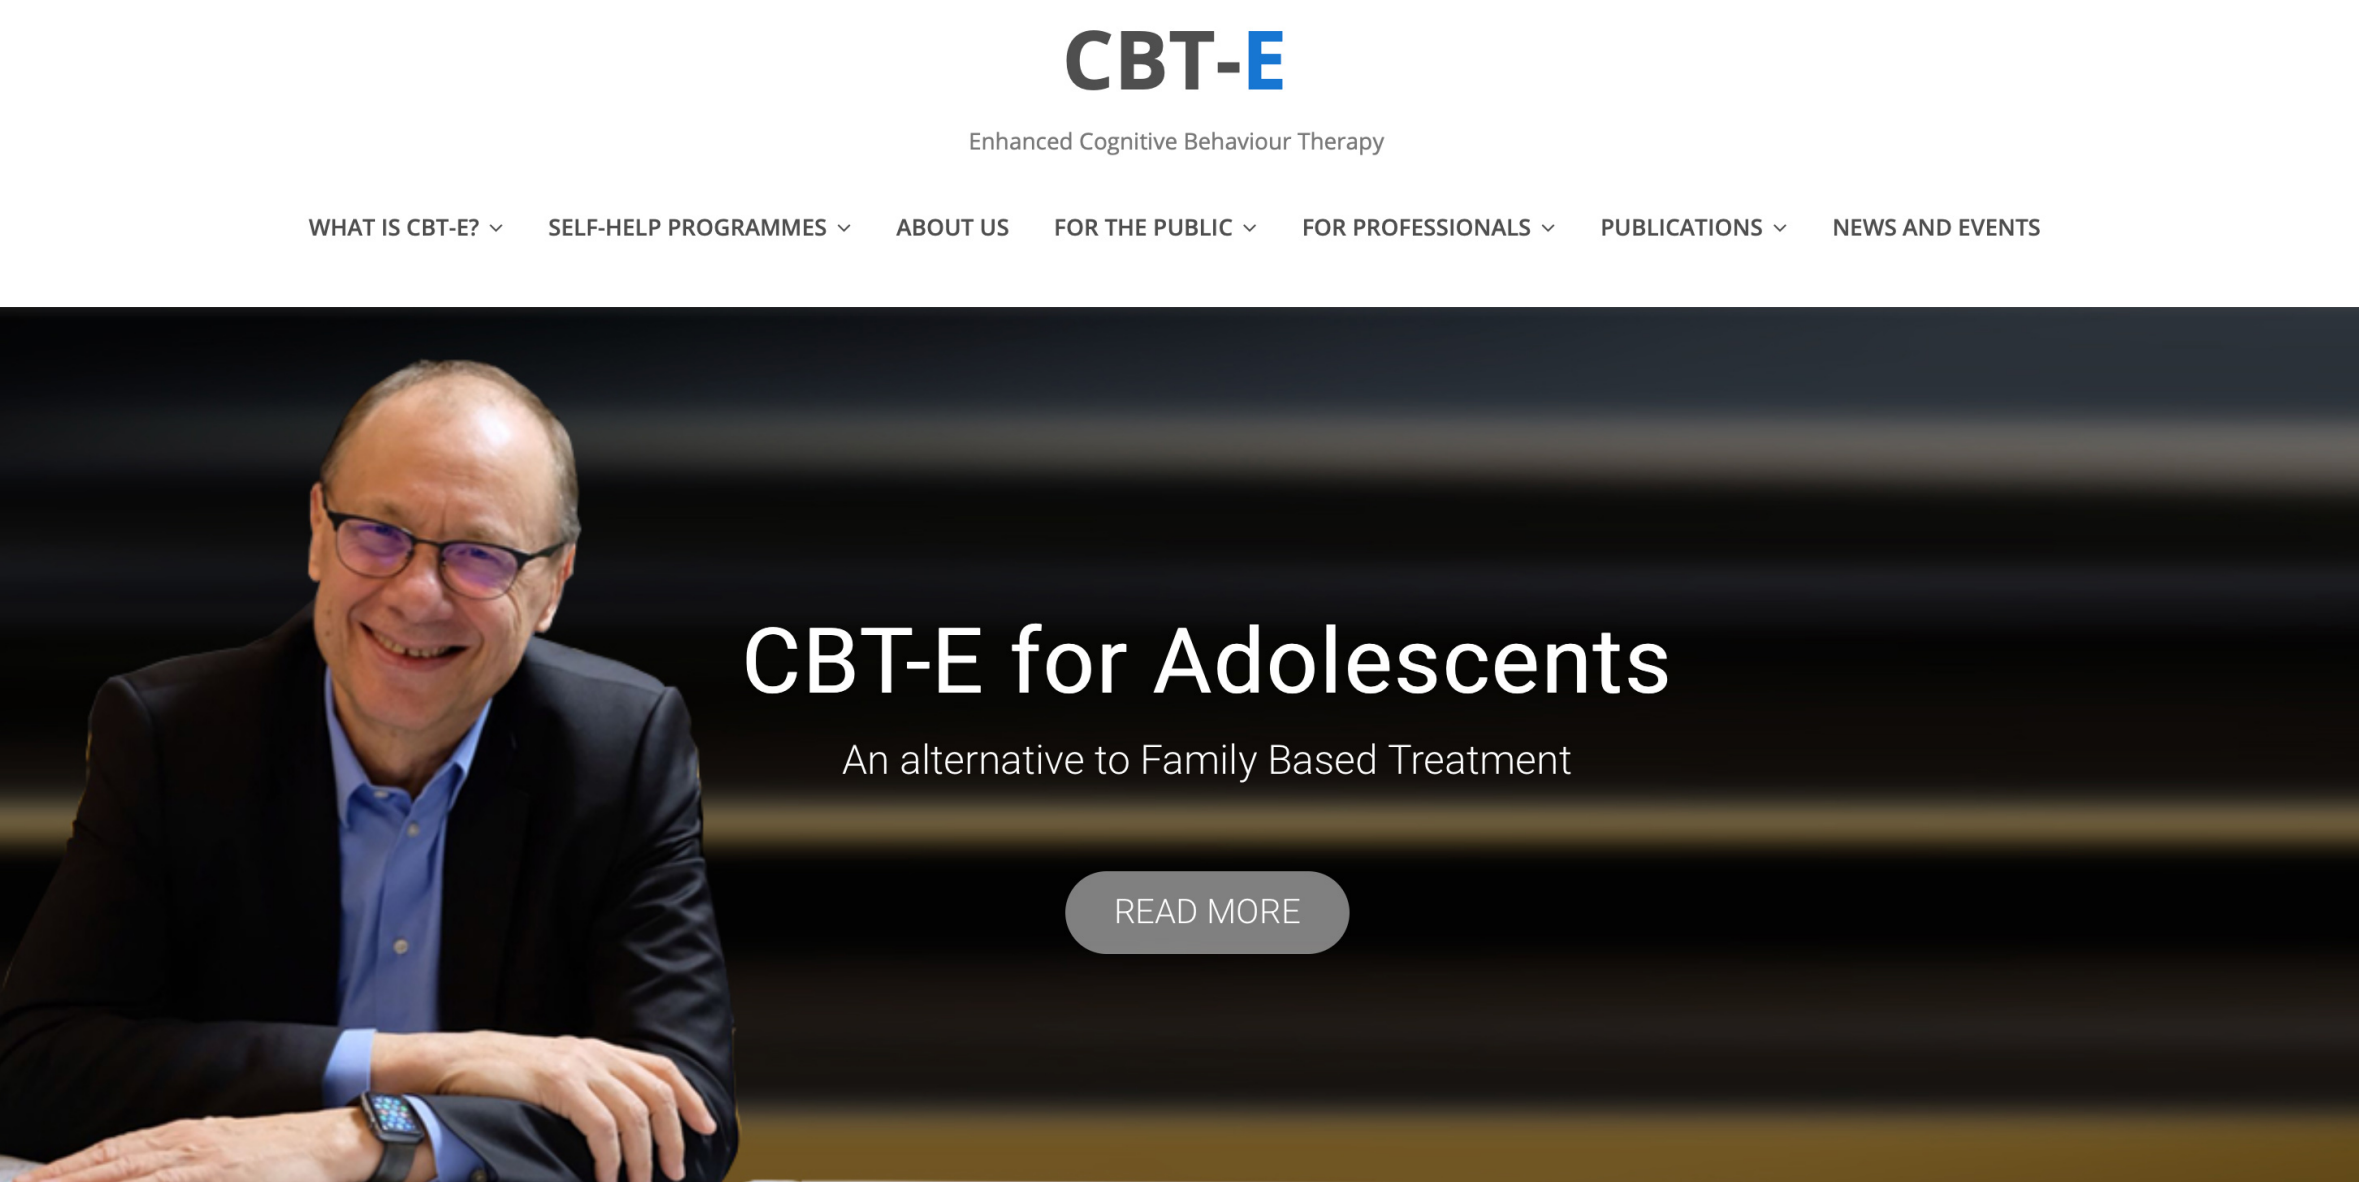 CBT-E
Enhanced Cognitive Behaviour Therapy
WHAT IS CBT-E? SELF-HELP PROGRAMMES ABOUT US FOR THE PUBLIC FOR PROFESSIONALS PUBLICATIONS NEWS AND EVENTS
CBT-E for Adolescents
An alternative to Family Based Treatment
READ MORE